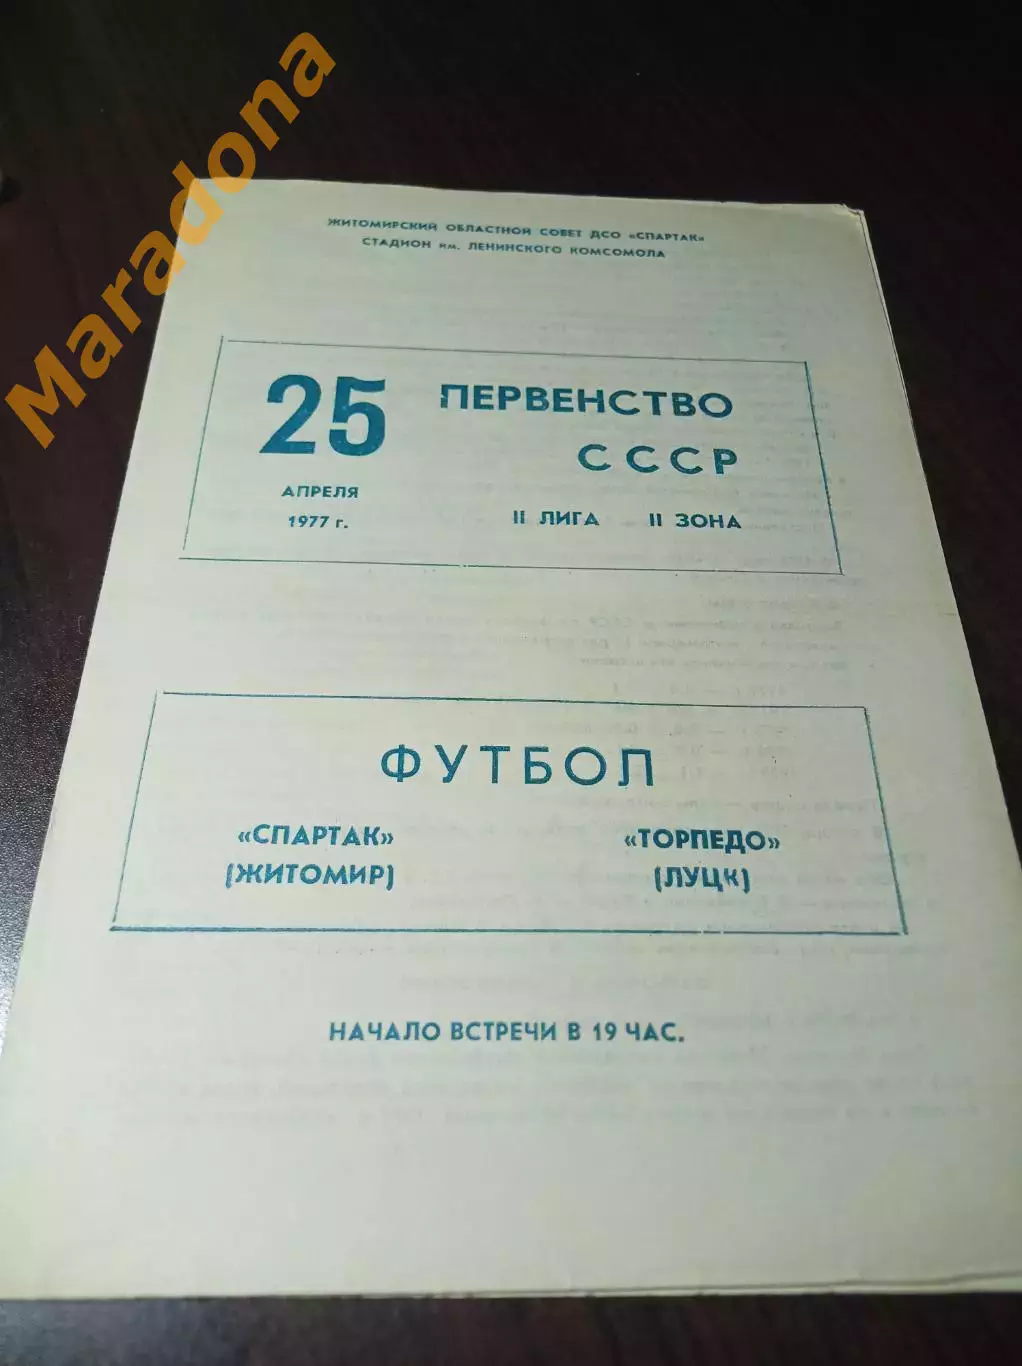 Maradona
ЖИТОМИРСКИЙ ОБЛАСТНОЙ СОВЕТ ДСО «СПАРТАК»
СТАДИОН им. ЛЕНИНСКОГО КОМСОМОЛА
25
АПРЕЛЯ
1977 г.
ПЕРВЕНСТВО
СССР
II ЛИГА II ЗОНА
ФУТБОЛ
«СПАРТАК» «ТОРПЕДО»
(ЖИТОМИР) (ЛУЦК)
НАЧАЛО ВСТРЕЧИ В 19 ЧАС.